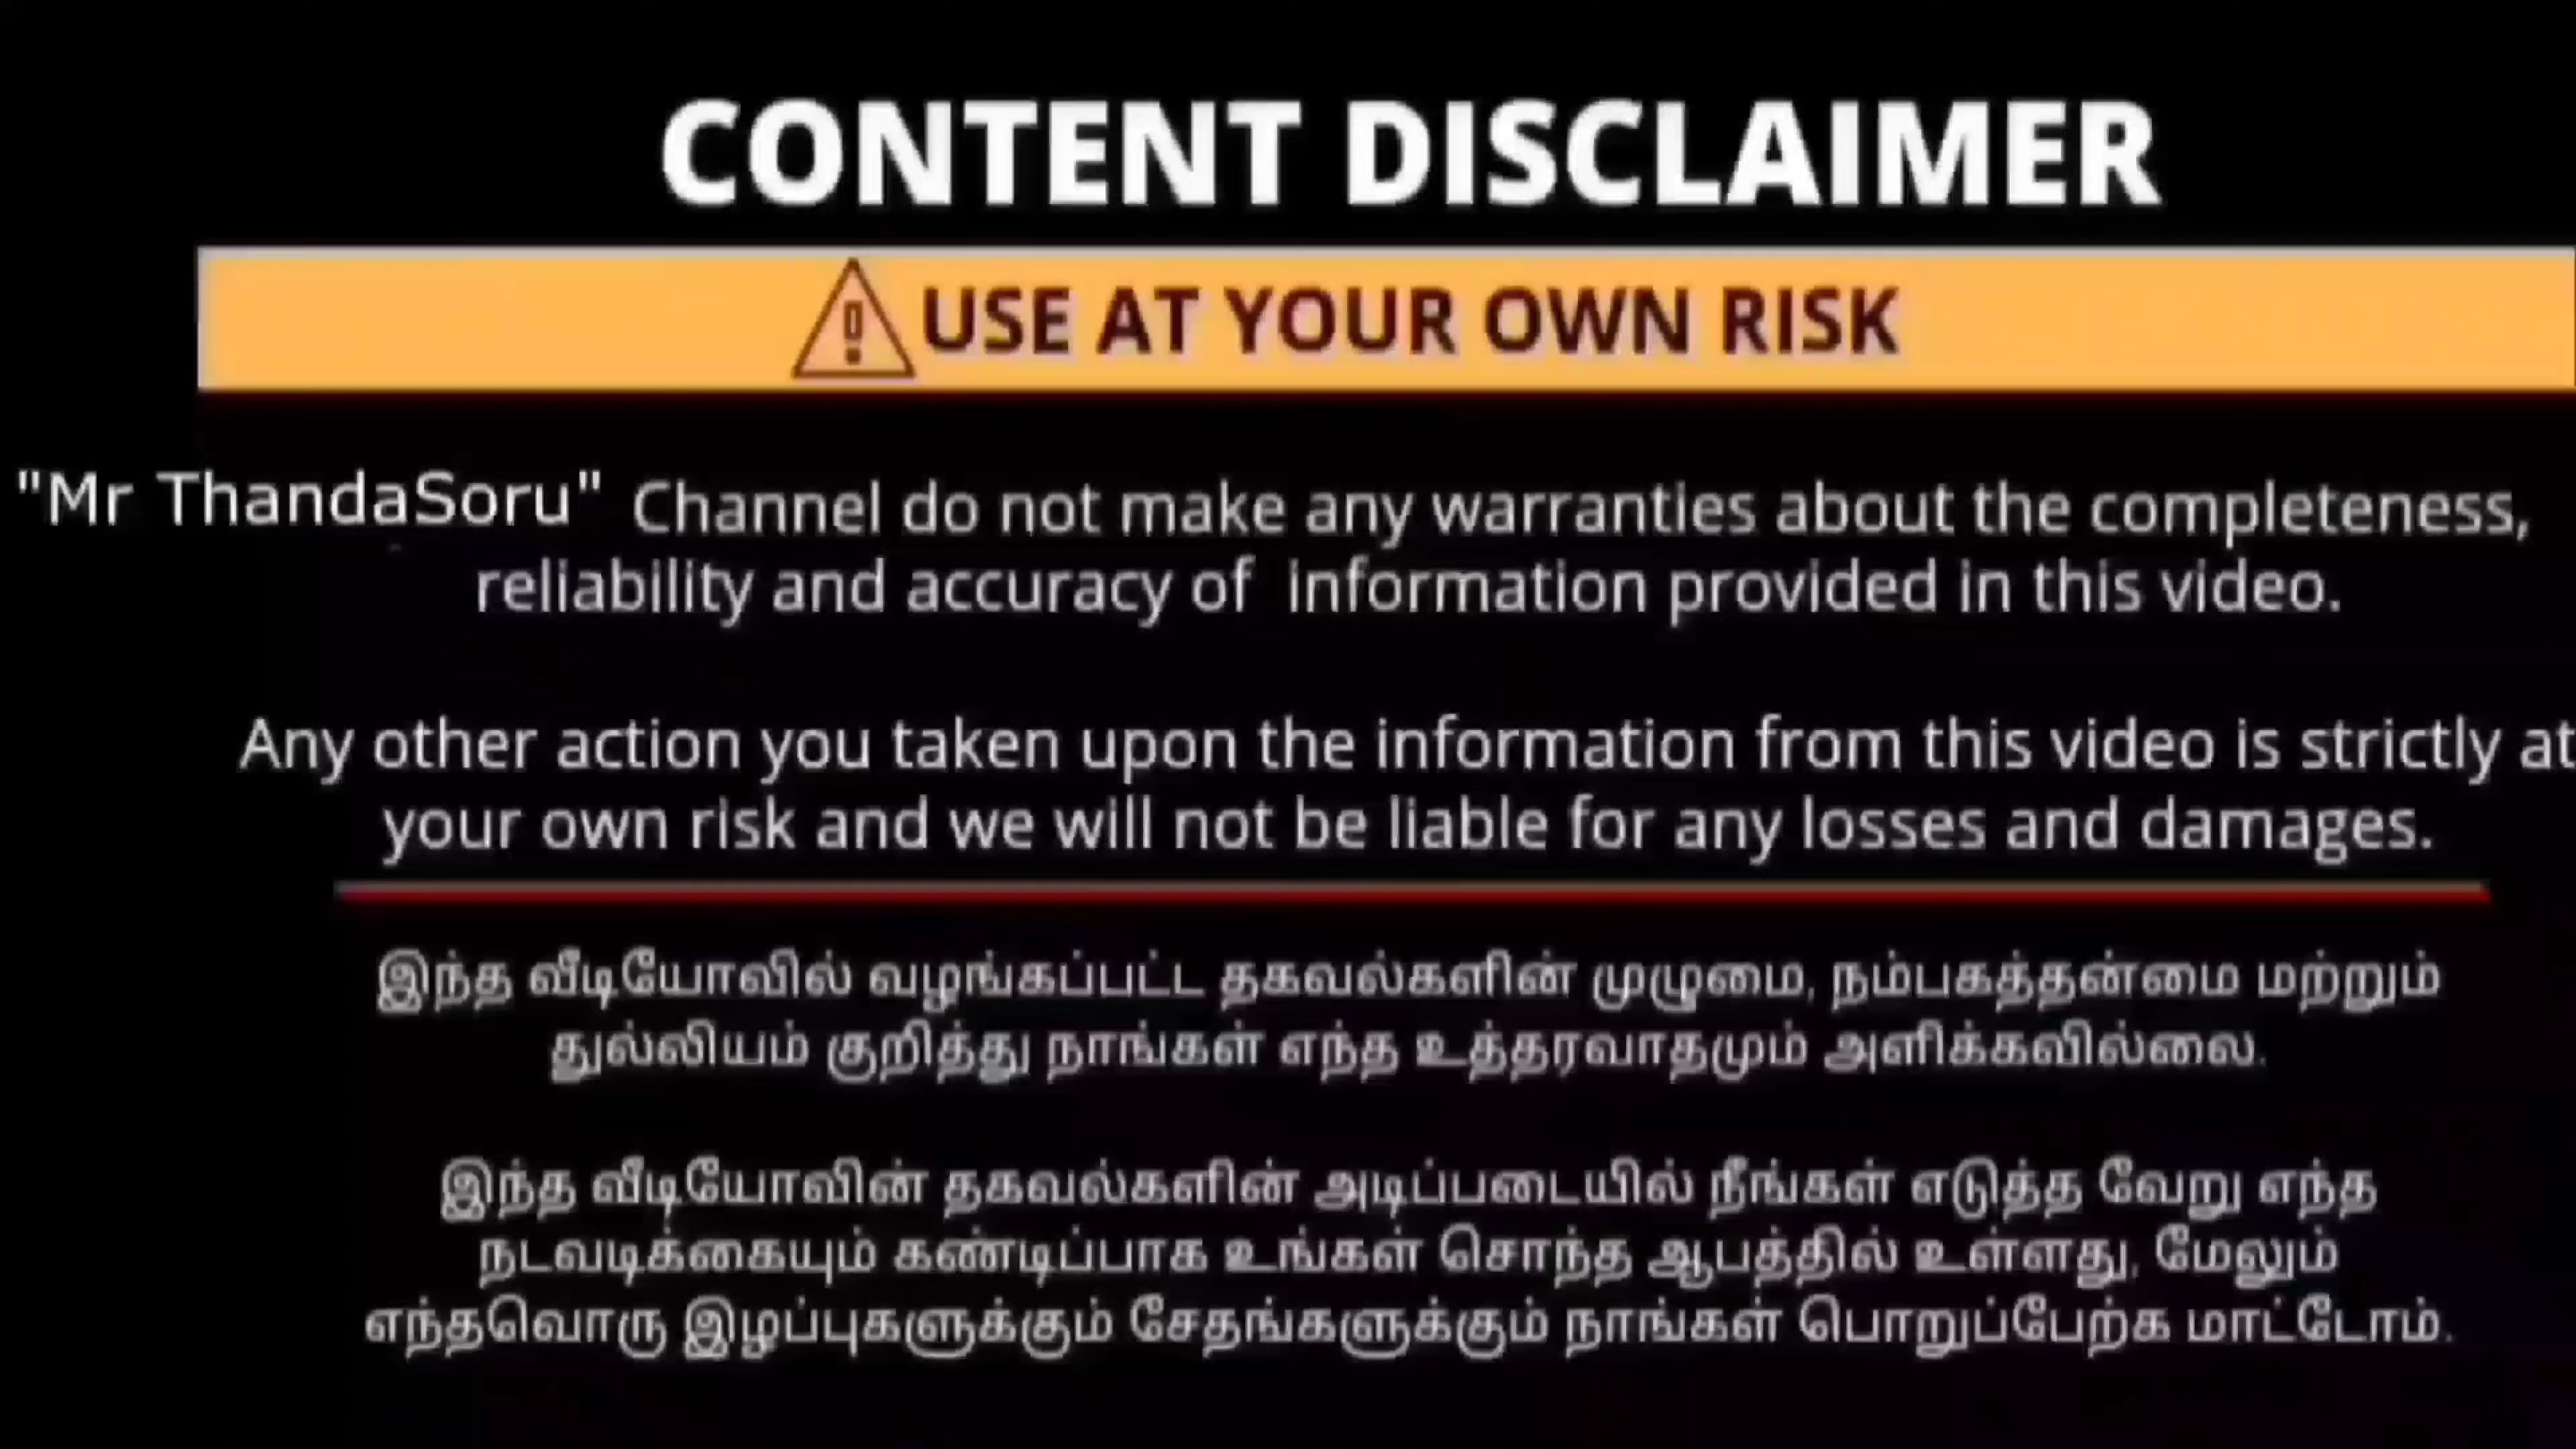 CONTENT DISCLAIMER
USE AT YOUR OWN RISK
"Mr ThandaSoru" Channel do not make any warranties about the completeness,
reliability and accuracy of information provided in this video.
Any other action you taken upon the information from this video is strictly at
your own risk and we will not be liable for any losses and damages.
இந்த வீடியோவில் வழங்கப்பட்ட தகவல்களின் முழுமை, நம்பகத்தன்மை மற்றும்
துல்லியம் குறித்து நாங்கள் எந்த உத்தரவாதமும் அளிக்கவில்லை.
இந்த வீடியோவின் தகவல்களின் அடிப்படையில் நீங்கள் எடுத்த வேறு எந்த
நடவடிக்கையும் கண்டிப்பாக உங்கள் சொந்த ஆபத்தில் உள்ளது, மேலும்
எந்தவொரு இழப்புகளுக்கும் சேதங்களுக்கும் நாங்கள் பொறுப்பேற்க மாட்டோம்.